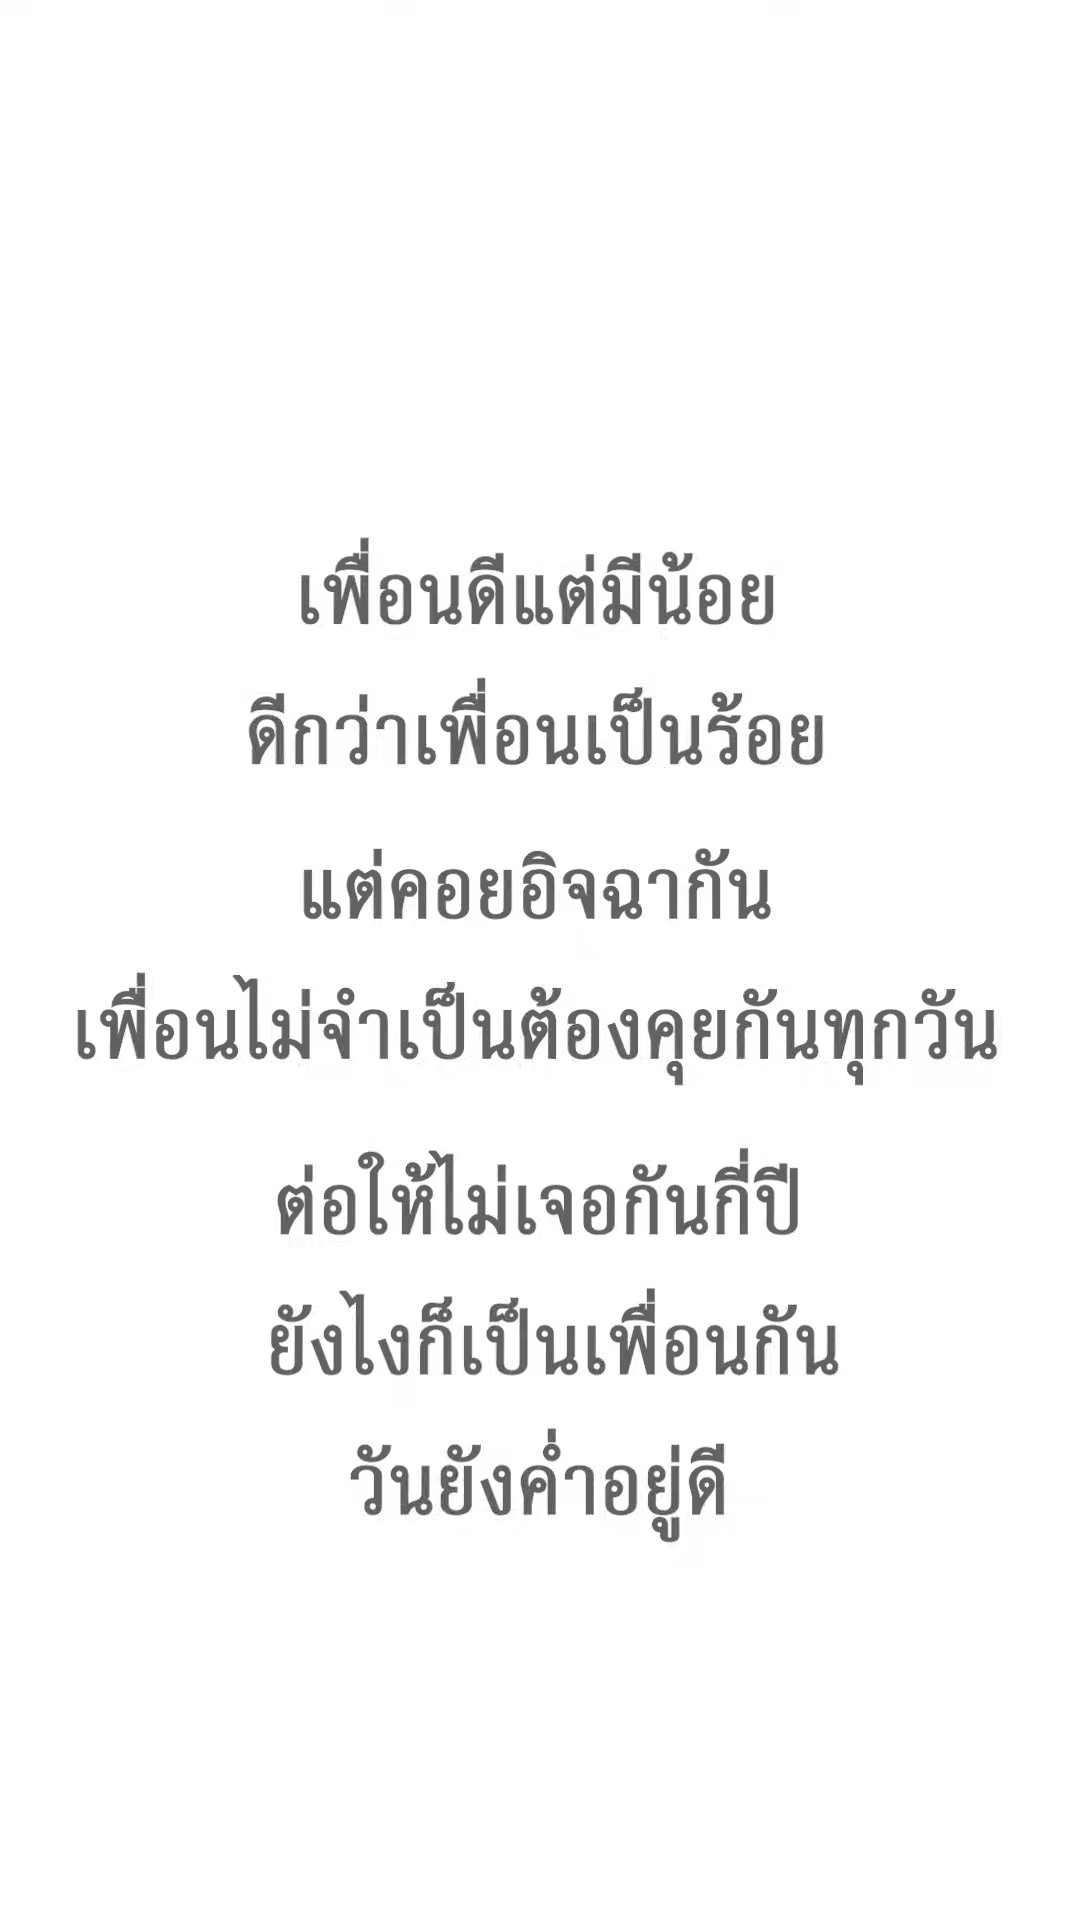 เพื่อนดีแต่มีน้อย
ดีกว่าเพื่อนเป็นร้อย
แต่คอยอิจฉากัน
เพื่อนไม่จำเป็นต้องคุยกันทุกวัน
ต่อให้ไม่เจอกันกี่ปี
ยังไงก็เป็นเพื่อนกัน
วันยังค่ำอยู่ดี